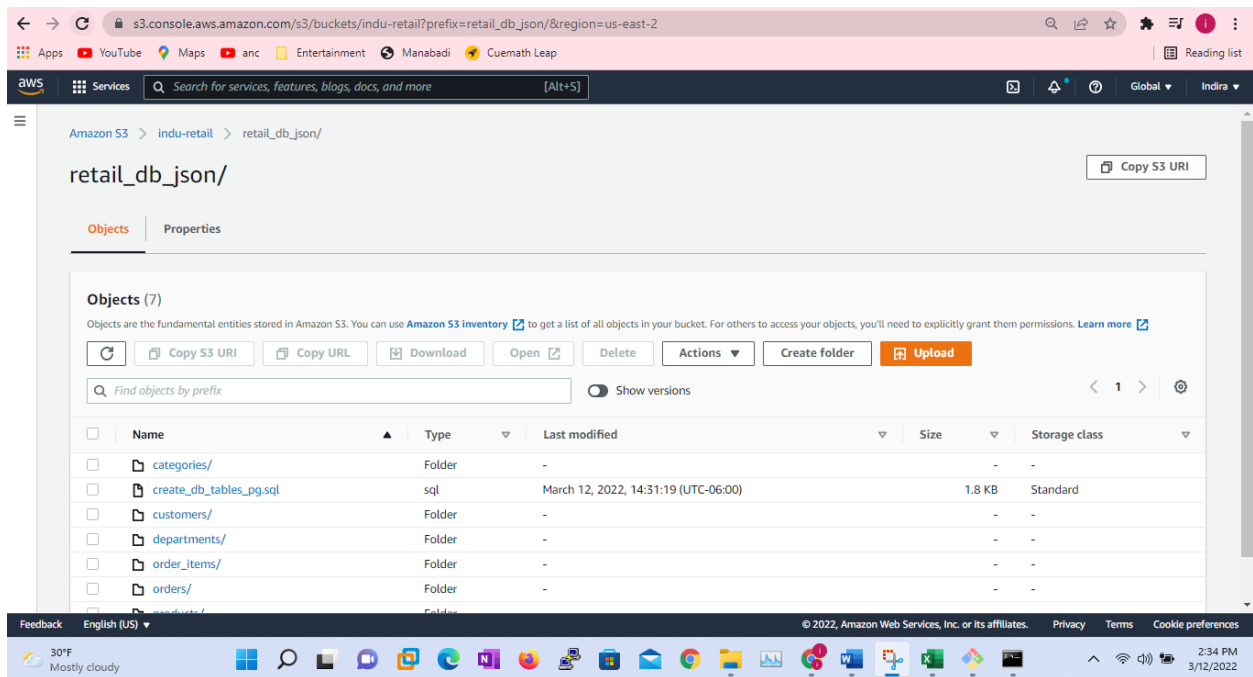 s3.console.aws.amazon.com/s3/buckets/indu-retail?prefix=retail_db_json/&region=us-east-2 i
Apps YouTube Maps anc Entertainment Manabadi Cuemath Leap Reading list
aws Services Search for services, features, blogs, docs, and more [Alt+S] Global Indira
Amazon S3 > indu-retail > retail_db_json/
retail_db_json/ Copy S3 URI
Objects Properties
Objects (7)
Objects are the fundamental entities stored in Amazon S3. You can use Amazon S3 inventory to get a list of all objects in your bucket. For others to access your objects, you'll need to explicitly grant them permissions. Learn more
Copy S3 URI Copy URL Download Open Delete Actions Create folder Upload
Find objects by prefix Show versions < 1 >
Name Type Last modified Size Storage class
categories/ Folder - - -
create_db_tables_pg.sql sql March 12, 2022, 14:31:19 (UTC-06:00) 1.8 KB Standard
customers/ Folder - - -
departments/ Folder - - -
order_items/ Folder - - -
orders/ Folder - - -
products/ Folder
Feedback English (US) © 2022, Amazon Web Services, Inc. or its affiliates. Privacy Terms Cookie preferences
30°F 2:34 PM
Mostly cloudy 3/12/2022